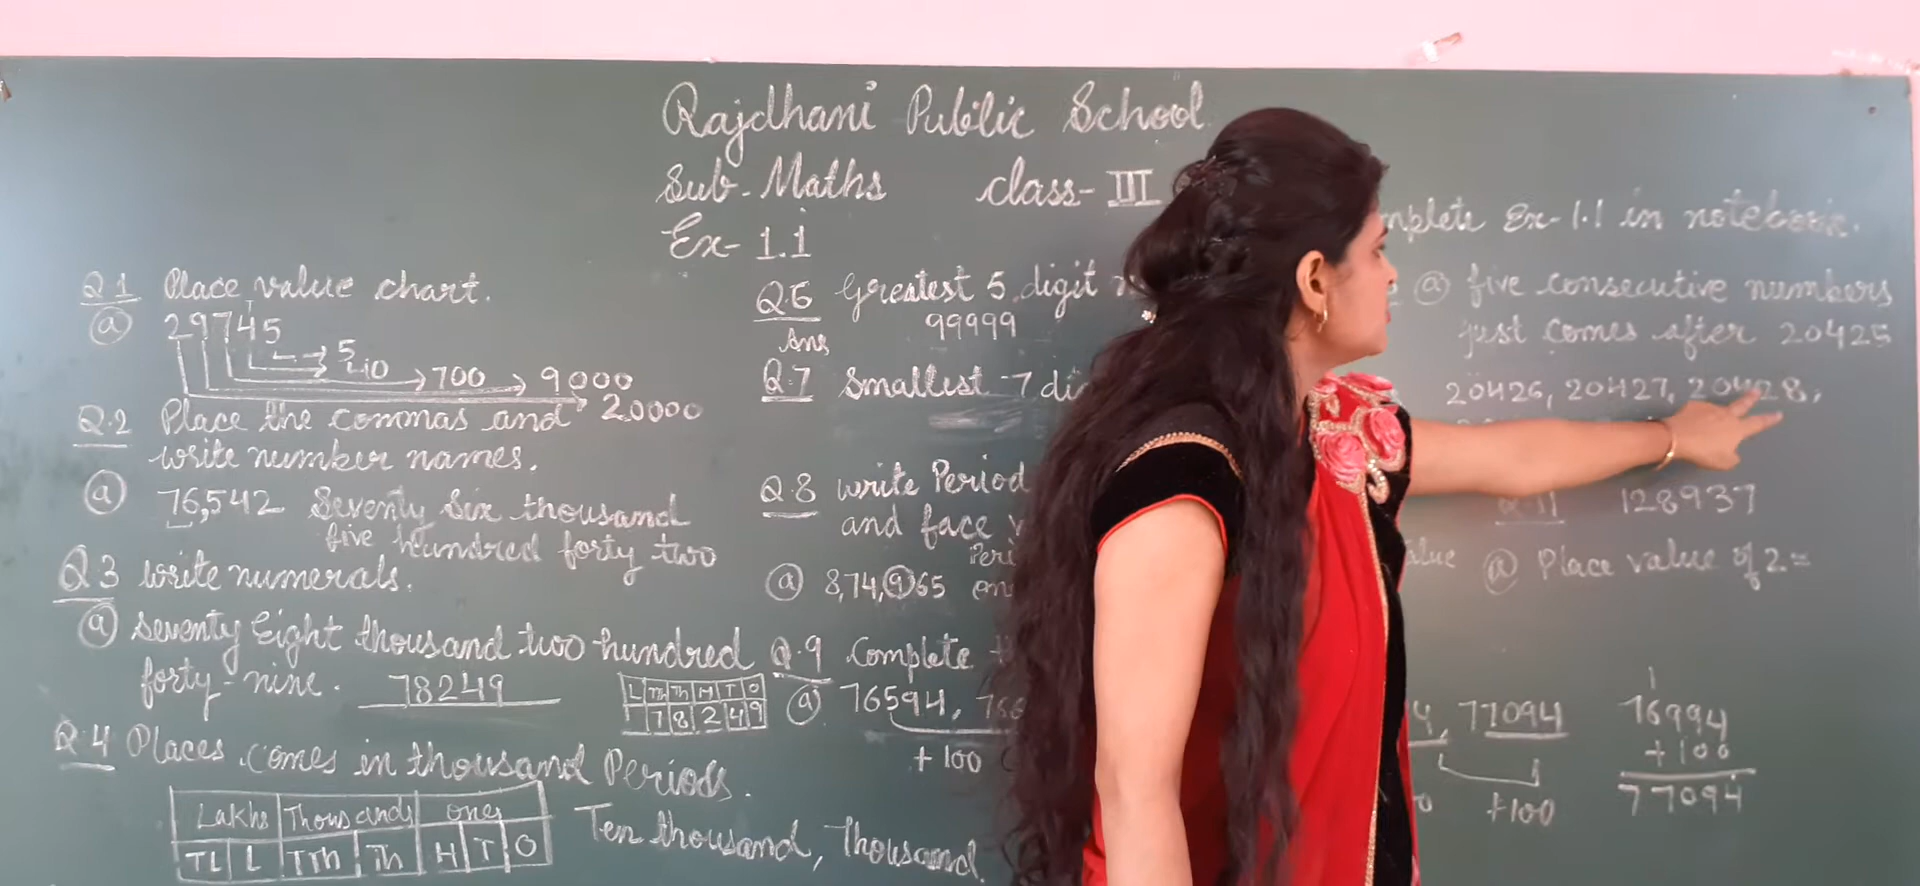 Rajdhani Public School
Sub- Maths class- III
Ex- 1.1
Q.1 Place value chart.
T
(a) 29745
5
40
700
9000
20000
Q.2 Place the commas and
write number names.
(a) 76,542 Seventy Six thousand
five hundred forty two
Q3 write numerals.
(a) Seventy Eight thousand two hundred
forty-nine. 78249
L TTh Th H T O
7 8 2 4 9
Q.4 Places comes in thousand Periods.
Lakhs Thousands ones
TL L TTh Th H T O
Ten thousand, Thousand.
Q.6 Greatest 5 digit
Ans 99999
Q.7 Smallest 7
Q.8 write Period
and face
(a) 8,74,965
Q.9 Complete
(a) 76594,
+100
Ex-1.1 in notebook.
(a) five consecutive numbers
just comes after 20425
20426, 20427, 20428,
Q.11 128937
(a) Place value of 2=
77094
+100
1
76994
+100
77094